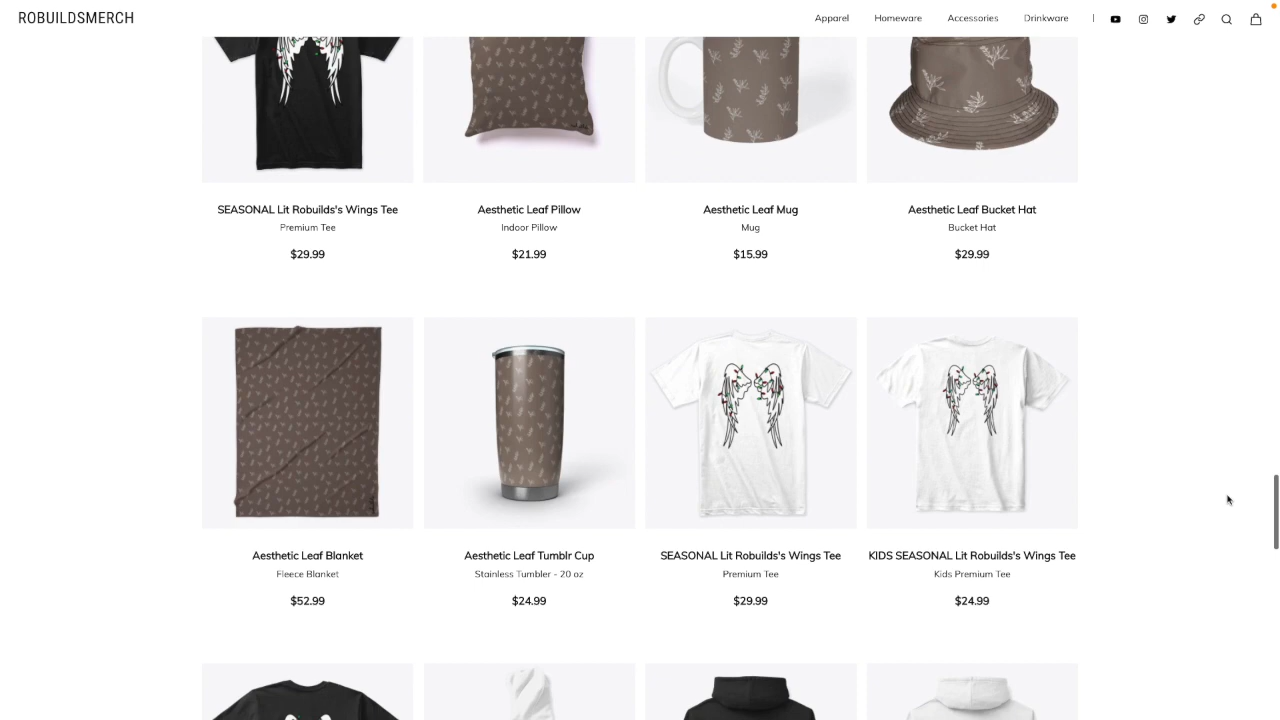 ROBUILDSMERCH
Apparel Homeware Accessories Drinkware |
SEASONAL Lit Robuilds's Wings Tee
Premium Tee
$29.99
Aesthetic Leaf Pillow
Indoor Pillow
$21.99
Aesthetic Leaf Mug
Mug
$15.99
Aesthetic Leaf Bucket Hat
Bucket Hat
$29.99
Aesthetic Leaf Blanket
Fleece Blanket
$52.99
Aesthetic Leaf Tumblr Cup
Stainless Tumbler - 20 oz
$24.99
SEASONAL Lit Robuilds's Wings Tee
Premium Tee
$29.99
KIDS SEASONAL Lit Robuilds's Wings Tee
Kids Premium Tee
$24.99